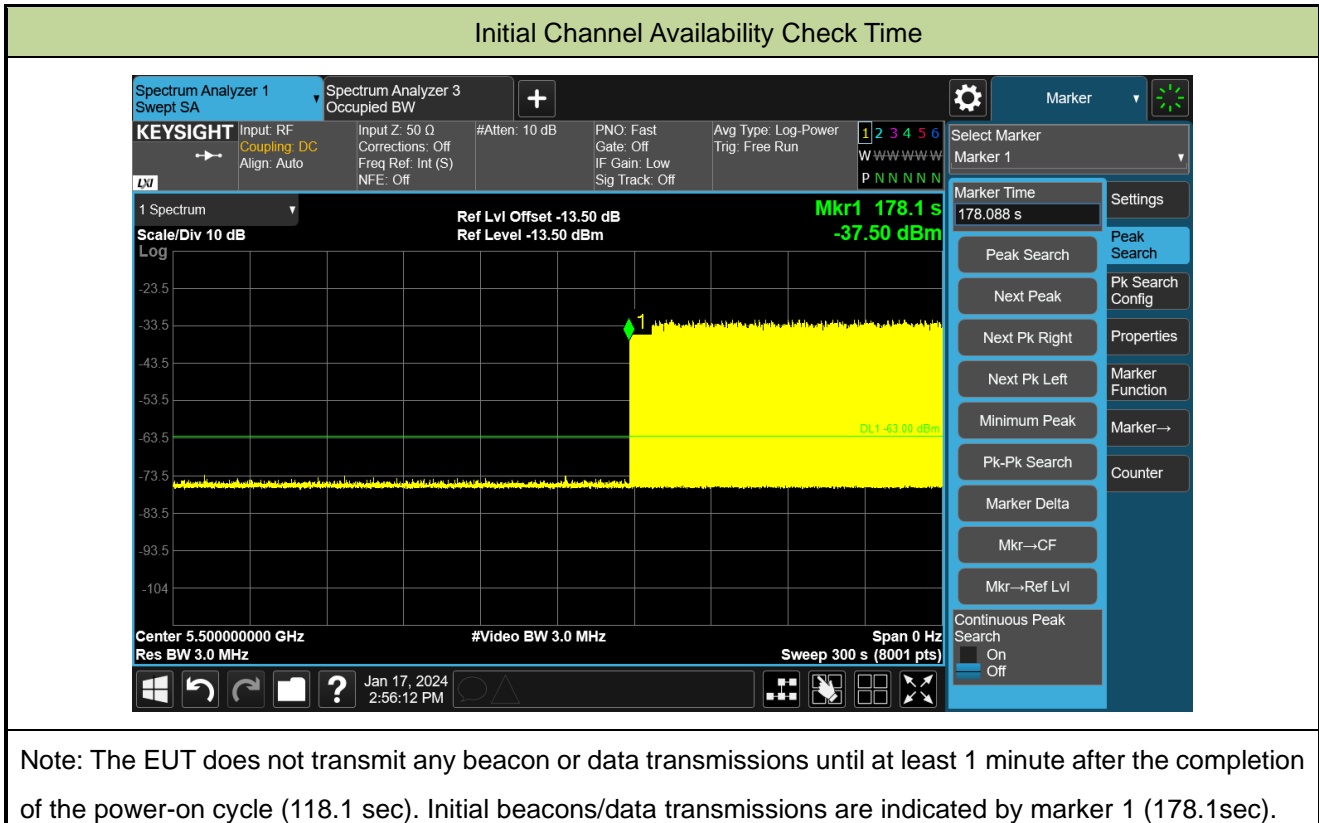 Initial Channel Availability Check Time
Spectrum Analyzer 1
Swept SA
Spectrum Analyzer 3
Occupied BW
Marker
KEYSIGHT
Input: RF
Coupling: DC
Align: Auto
Input Z: 50 Ω
Corrections: Off
Freq Ref: Int (S)
NFE: Off
#Atten: 10 dB
PNO: Fast
Gate: Off
IF Gain: Low
Sig Track: Off
Avg Type: Log-Power
Trig: Free Run
1 2 3 4 5 6
W W W W W W
P N N N N N
LXI
Select Marker
Marker 1
1 Spectrum
Scale/Div 10 dB
Log
Ref Lvl Offset -13.50 dB
Ref Level -13.50 dBm
Mkr1 178.1 s
-37.50 dBm
-23.5
-33.5
-43.5
-53.5
-63.5
-73.5
-83.5
-93.5
-104
1
DL1 -63.00 dBm
Center 5.500000000 GHz
Res BW 3.0 MHz
#Video BW 3.0 MHz
Span 0 Hz
Sweep 300 s (8001 pts)
Marker Time
178.088 s
Peak Search
Next Peak
Next Pk Right
Next Pk Left
Minimum Peak
Pk-Pk Search
Marker Delta
Mkr→CF
Mkr→Ref Lvl
Continuous Peak
Search
On
Off
Settings
Peak
Search
Pk Search
Config
Properties
Marker
Function
Marker→
Counter
?
Jan 17, 2024
2:56:12 PM
Note: The EUT does not transmit any beacon or data transmissions until at least 1 minute after the completion
of the power-on cycle (118.1 sec). Initial beacons/data transmissions are indicated by marker 1 (178.1sec).